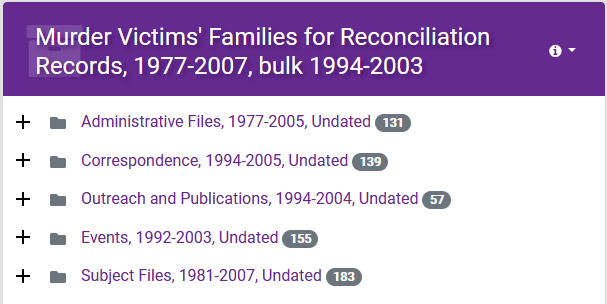 Murder Victims' Families for Reconciliation
Records, 1977-2007, bulk 1994-2003
Administrative Files, 1977-2005, Undated 131
Correspondence, 1994-2005, Undated 139
Outreach and Publications, 1994-2004, Undated 57
Events, 1992-2003, Undated 155
Subject Files, 1981-2007, Undated 183